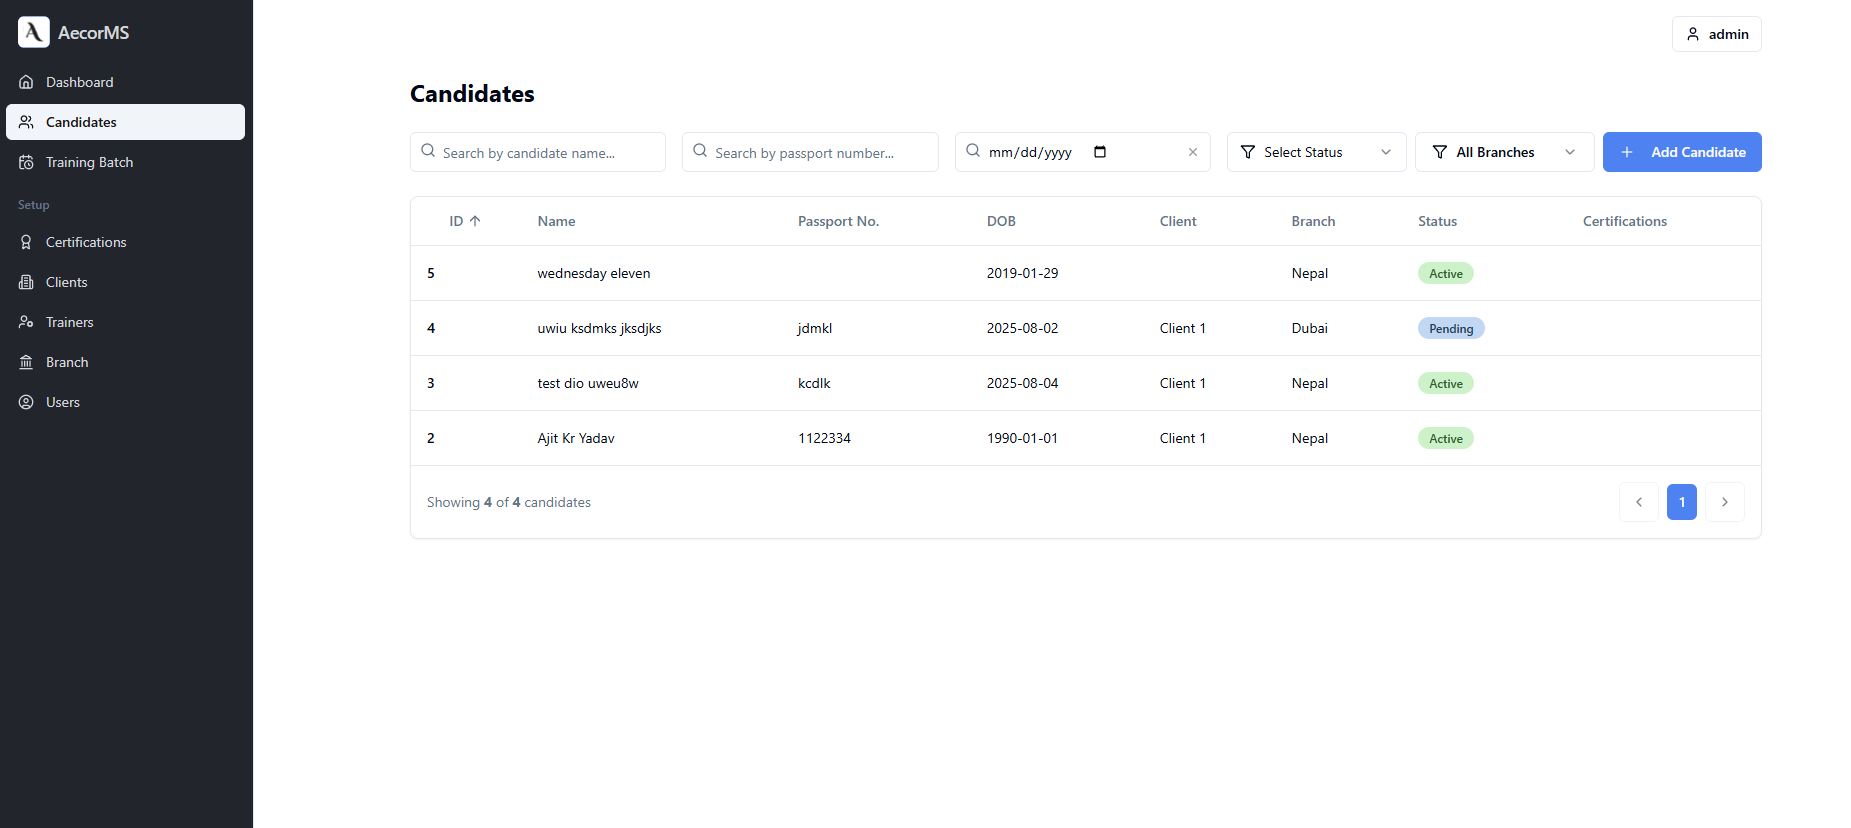 AecorMS
Dashboard
Candidates
Training Batch
Setup
Certifications
Clients
Trainers
Branch
Users
admin
Candidates
Search by candidate name... Search by passport number... mm/dd/yyyy Select Status All Branches Add Candidate
ID Name Passport No. DOB Client Branch Status Certifications
5 wednesday eleven 2019-01-29 Nepal Active
4 uwiu ksdmks jksdjks jdmkl 2025-08-02 Client 1 Dubai Pending
3 test dio uweu8w kcdlk 2025-08-04 Client 1 Nepal Active
2 Ajit Kr Yadav 1122334 1990-01-01 Client 1 Nepal Active
Showing 4 of 4 candidates 1